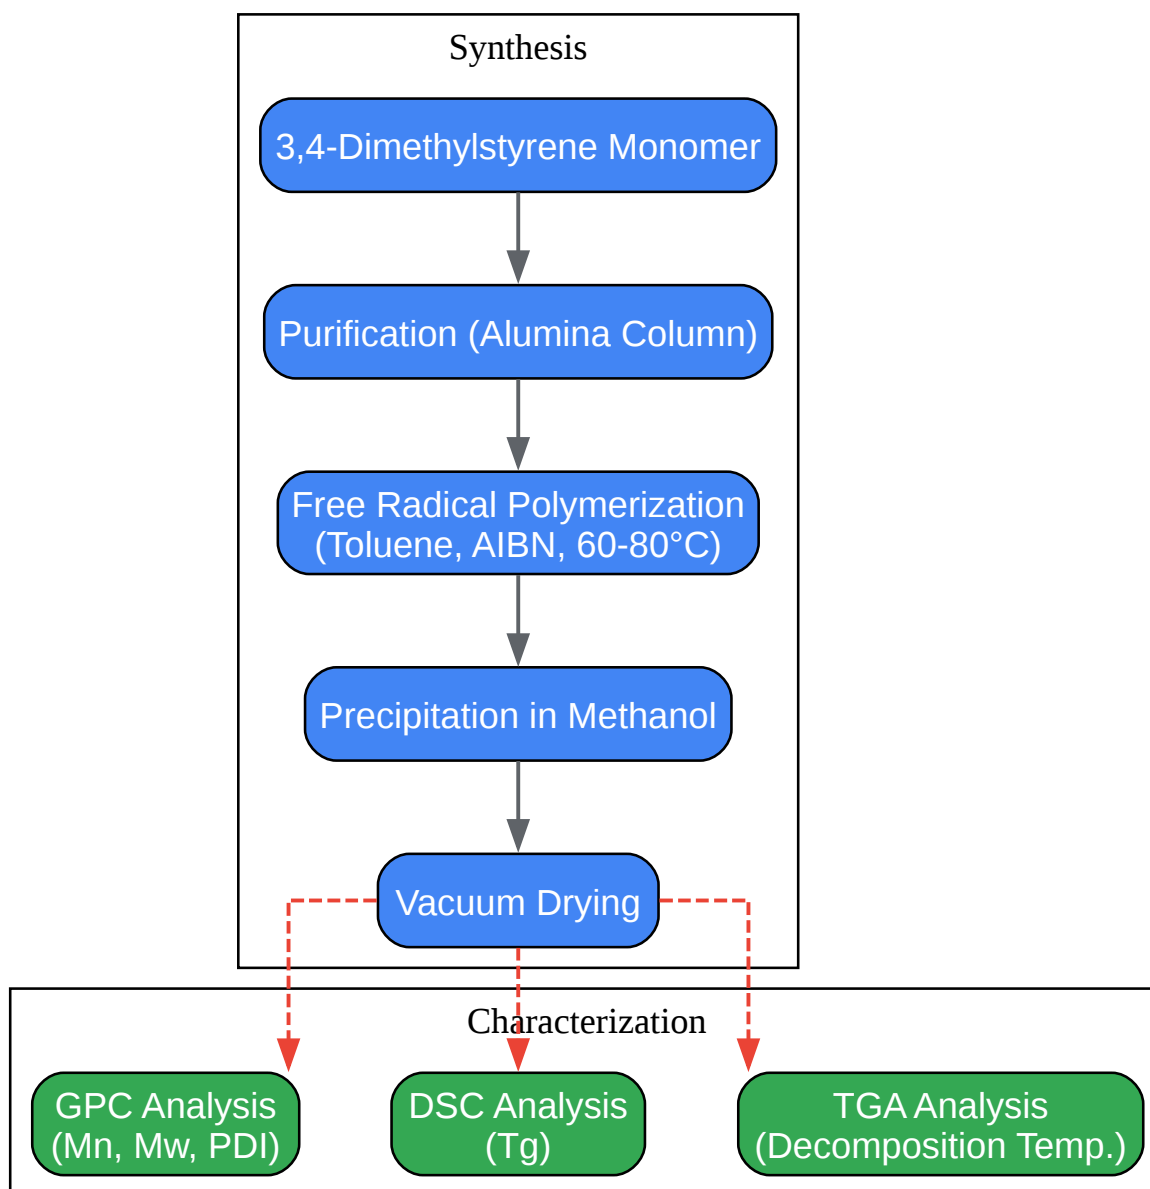 Synthesis
3,4-Dimethylstyrene Monomer
Purification (Alumina Column)
Free Radical Polymerization
(Toluene, AIBN, 60-80°C)
Precipitation in Methanol
Vacuum Drying
Characterization
GPC Analysis
(Mn, Mw, PDI)
DSC Analysis
(Tg)
TGA Analysis
(Decomposition Temp.)